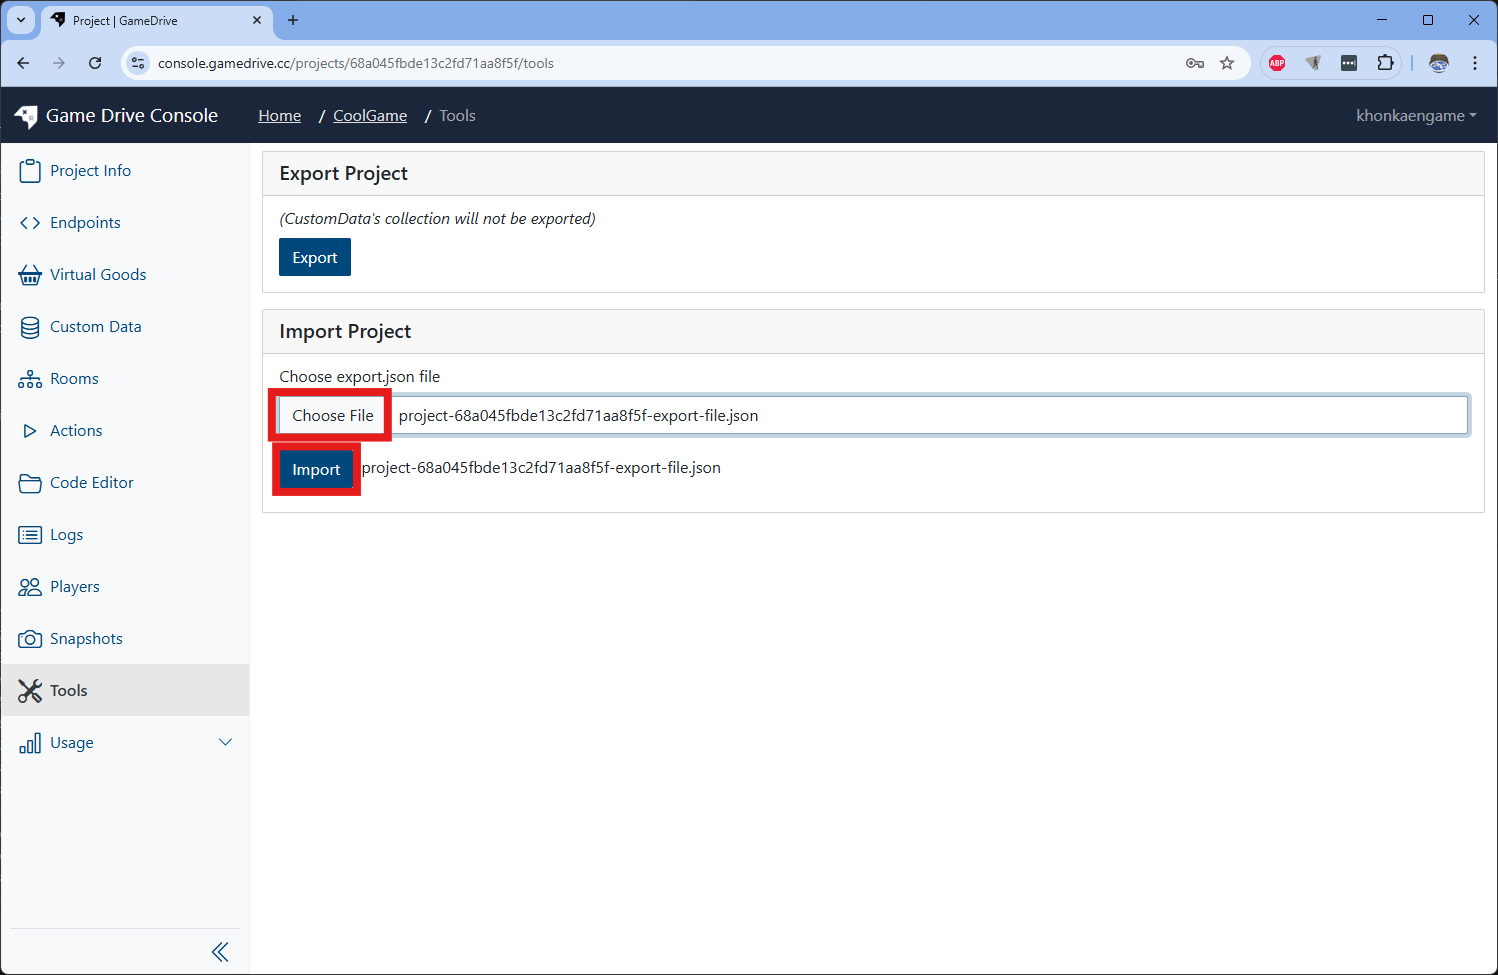 Project | GameDrive
console.gamedrive.cc/projects/68a045fbde13c2fd71aa8f5f/tools
ABP
Game Drive Console
Home / CoolGame / Tools
khonkaengame
Project Info
Endpoints
Virtual Goods
Custom Data
Rooms
Actions
Code Editor
Logs
Players
Snapshots
Tools
Usage
Export Project
(CustomData's collection will not be exported)
Export
Import Project
Choose export.json file
Choose File project-68a045fbde13c2fd71aa8f5f-export-file.json
Import project-68a045fbde13c2fd71aa8f5f-export-file.json